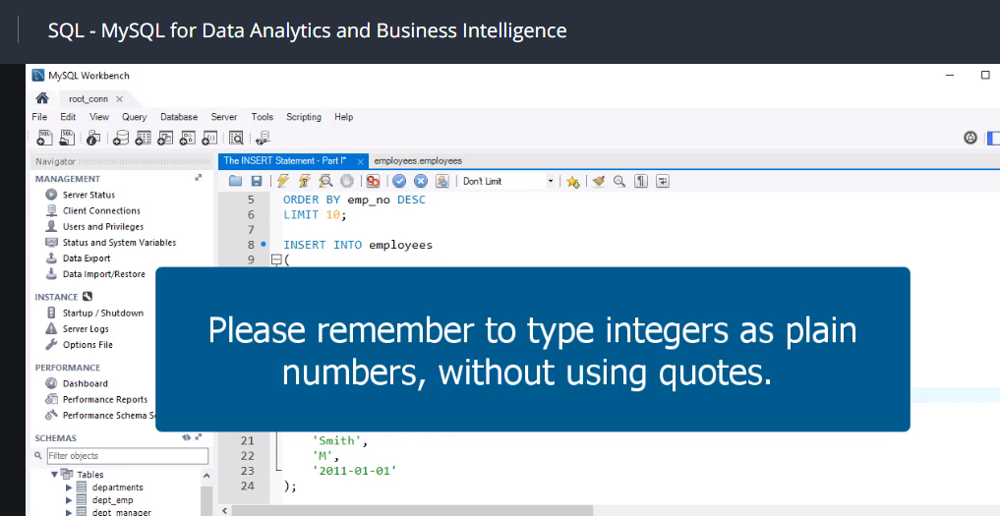 SQL - MySQL for Data Analytics and Business Intelligence
MySQL Workbench
root_conn
File Edit View Query Database Server Tools Scripting Help
Navigator
The INSERT Statement - Part I* employees.employees
MANAGEMENT
Server Status
Client Connections
Users and Privileges
Status and System Variables
Data Export
Data Import/Restore
INSTANCE
Startup / Shutdown
Server Logs
Options File
PERFORMANCE
Dashboard
Performance Reports
Performance Schema
SCHEMAS
Filter objects
Tables
departments
dept_emp
dept_manager
Don't Limit
5 ORDER BY emp_no DESC
6 LIMIT 10;
7
8 INSERT INTO employees
9 (
Please remember to type integers as plain
numbers, without using quotes.
21 'Smith',
22 'M',
23 '2011-01-01'
24 );